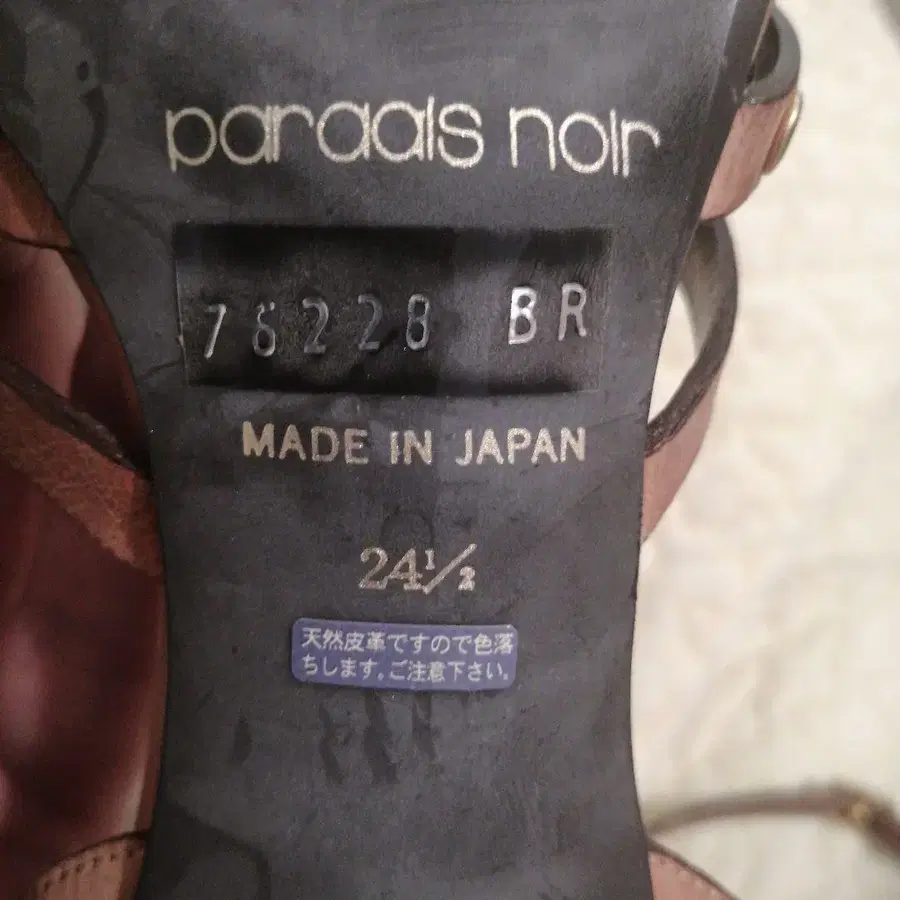 paraais noir
76228 BR
MADE IN JAPAN
24½
天然皮革ですので色落
ちします。ご注意下さい。